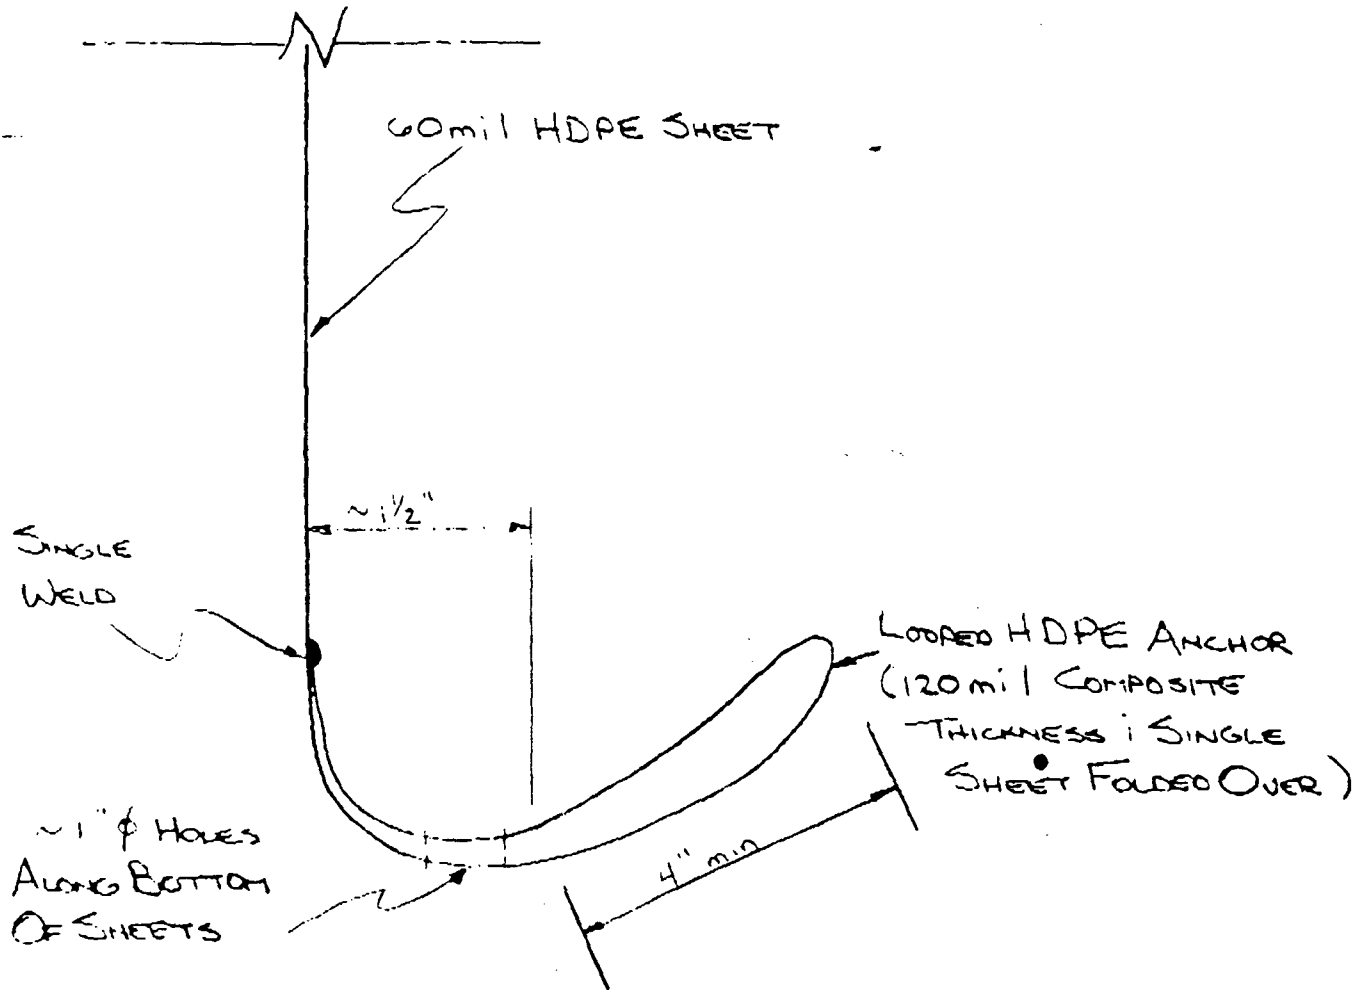 60mil HDPE SHEET
~1½"
SINGLE
WELD
LOOPED HDPE ANCHOR
(120mil COMPOSITE
THICKNESS ; SINGLE
SHEET FOLDED OVER)
~1"ϕ HOLES
ALONG BOTTOM
OF SHEETS
4" min